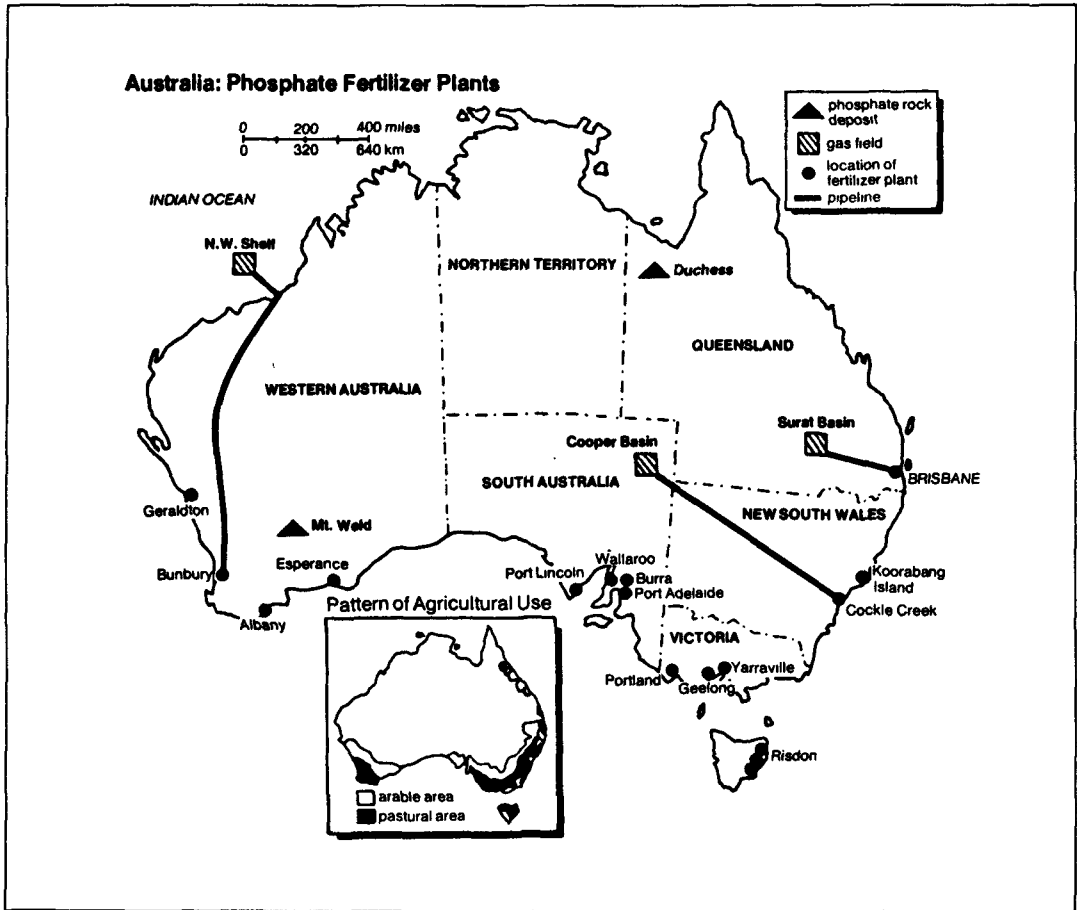 Australia: Phosphate Fertilizer Plants
0 200 400 miles
0 320 640 km
phosphate rock
deposit
gas field
location of
fertilizer plant
pipeline
INDIAN OCEAN
N.W. Shelf
NORTHERN TERRITORY
Duchess
QUEENSLAND
WESTERN AUSTRALIA
Surat Basin
Cooper Basin
BRISBANE
SOUTH AUSTRALIA
Geraldton
NEW SOUTH WALES
Mt. Weld
Bunbury
Esperance
Port Lincoln
Wallaroo
Burra
Port Adelaide
Koorabang
Island
Cockle Creek
Albany
VICTORIA
Portland
Geelong
Yarraville
Risdon
Pattern of Agricultural Use
arable area
pastural area